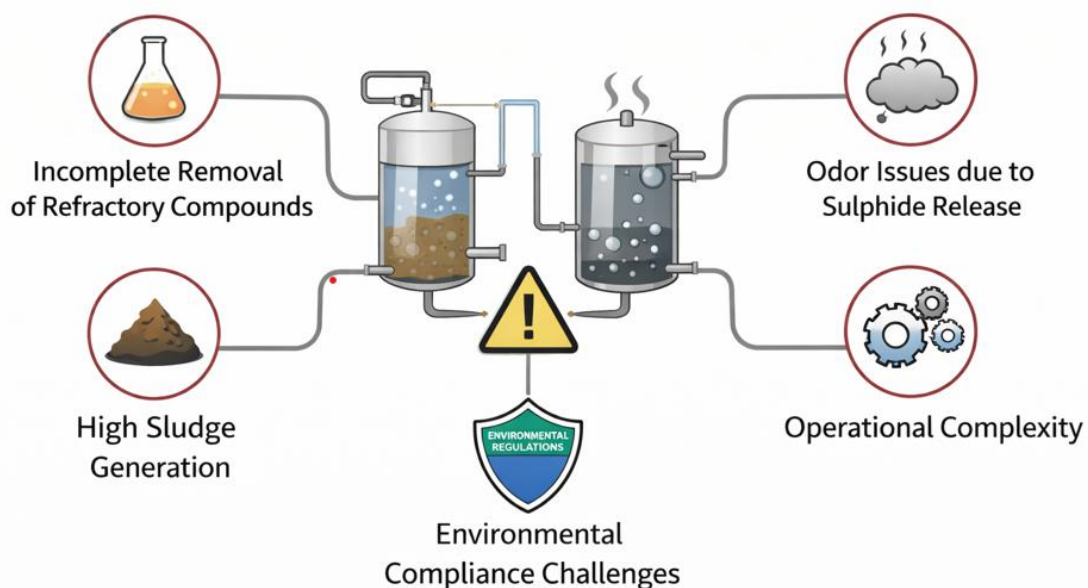 Incomplete Removal
of Refractory Compounds
Odor Issues due to
Sulphide Release
High Sludge
Generation
Operational Complexity
ENVIRONMENTAL
REGULATIONS
Environmental
Compliance Challenges